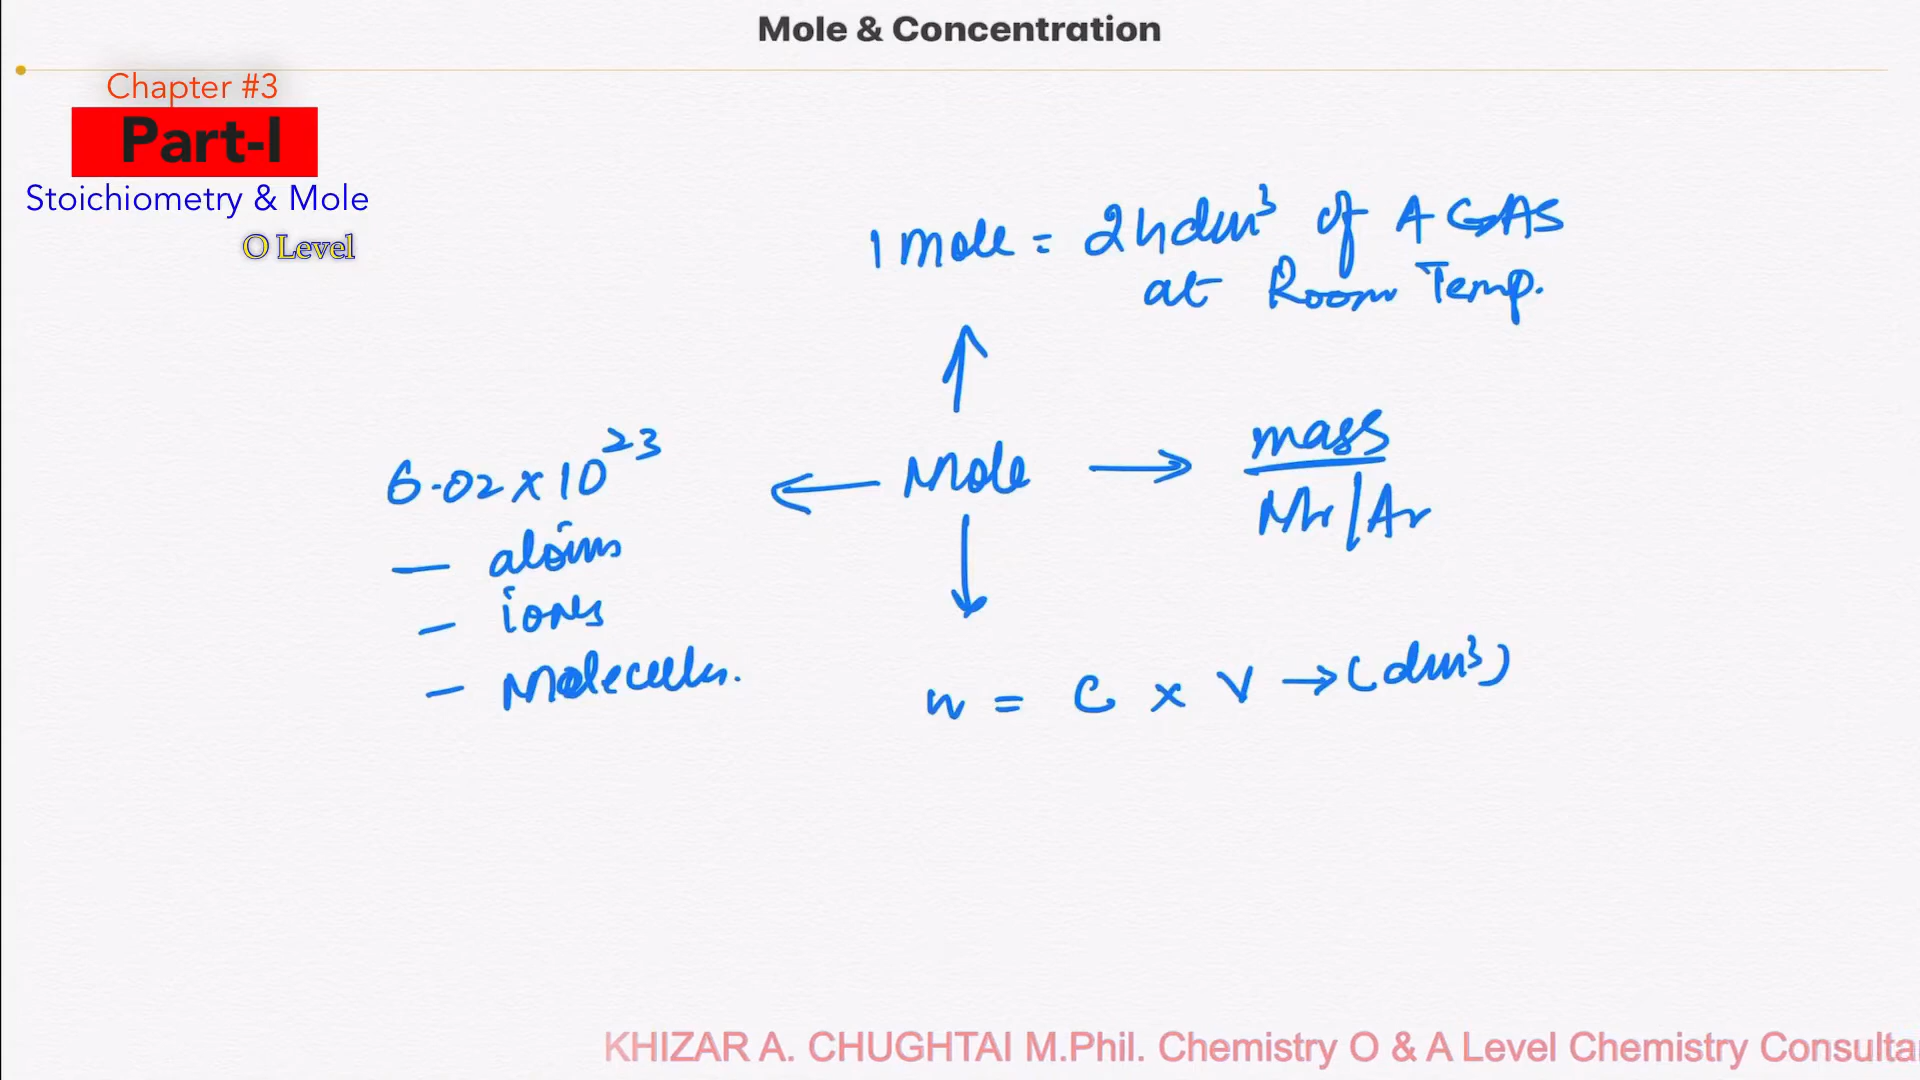 Mole & Concentration
Chapter #3
Part-I
Stoichiometry & Mole
O Level
1 mole = 24dm³ of A GAS
at Room Temp.
6.02 x 10²³
← Mole →
mass
Mr/Ar
— atoms
— ions
— Molecules.
n = C x V → (dm³)
KHIZAR A. CHUGHTAI M.Phil. Chemistry O & A Level Chemistry Consulta